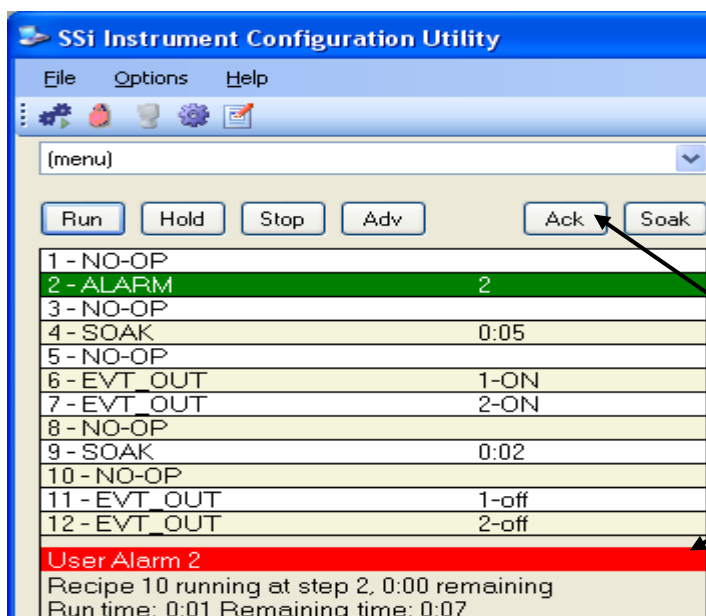 SSi Instrument Configuration Utility
File Options Help
(menu)
Run Hold Stop Adv Ack Soak
1 - NO-OP
2 - ALARM 2
3 - NO-OP
4 - SOAK 0:05
5 - NO-OP
6 - EVT_OUT 1-ON
7 - EVT_OUT 2-ON
8 - NO-OP
9 - SOAK 0:02
10 - NO-OP
11 - EVT_OUT 1-off
12 - EVT_OUT 2-off
User Alarm 2
Recipe 10 running at step 2, 0:00 remaining
Run time: 0:01 Remaining time: 0:07